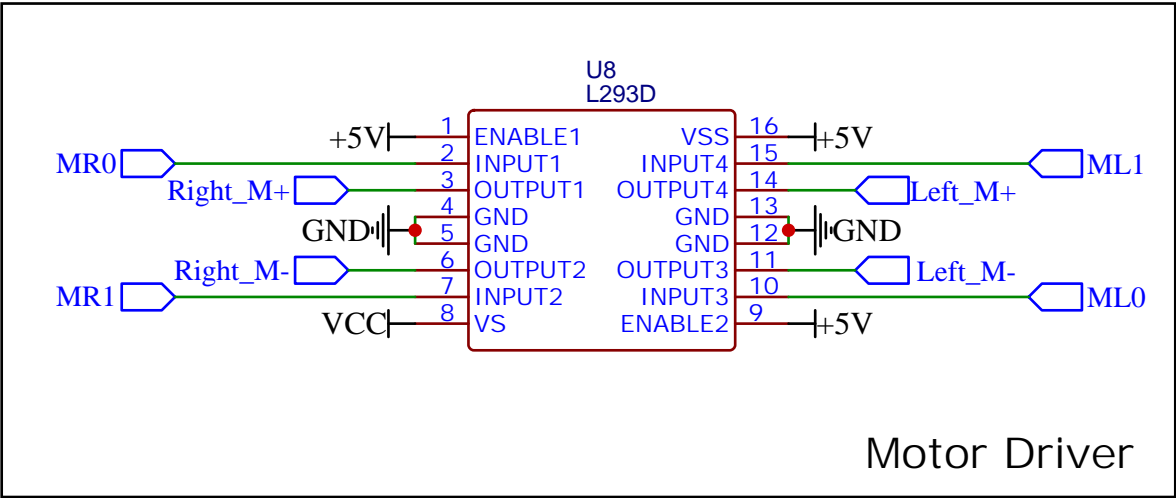 U8
L293D
+5V 1 ENABLE1 VSS 16 +5V
MR0 2 INPUT1 INPUT4 15 ML1
Right_M+ 3 OUTPUT1 OUTPUT4 14 Left_M+
4 GND GND 13
GND GND
5 GND GND 12
Right_M- 6 OUTPUT2 OUTPUT3 11 Left_M-
MR1 7 INPUT2 INPUT3 10 ML0
VCC 8 VS ENABLE2 9 +5V
Motor Driver